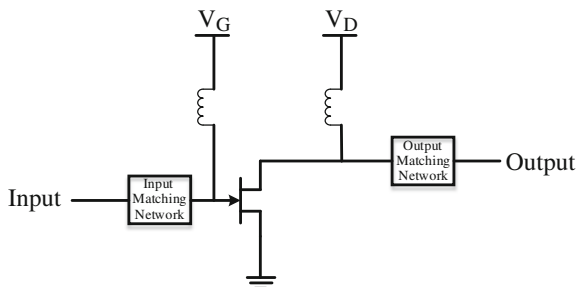 V_G
V_D
Input
Input
Matching
Network
Output
Matching
Network
Output